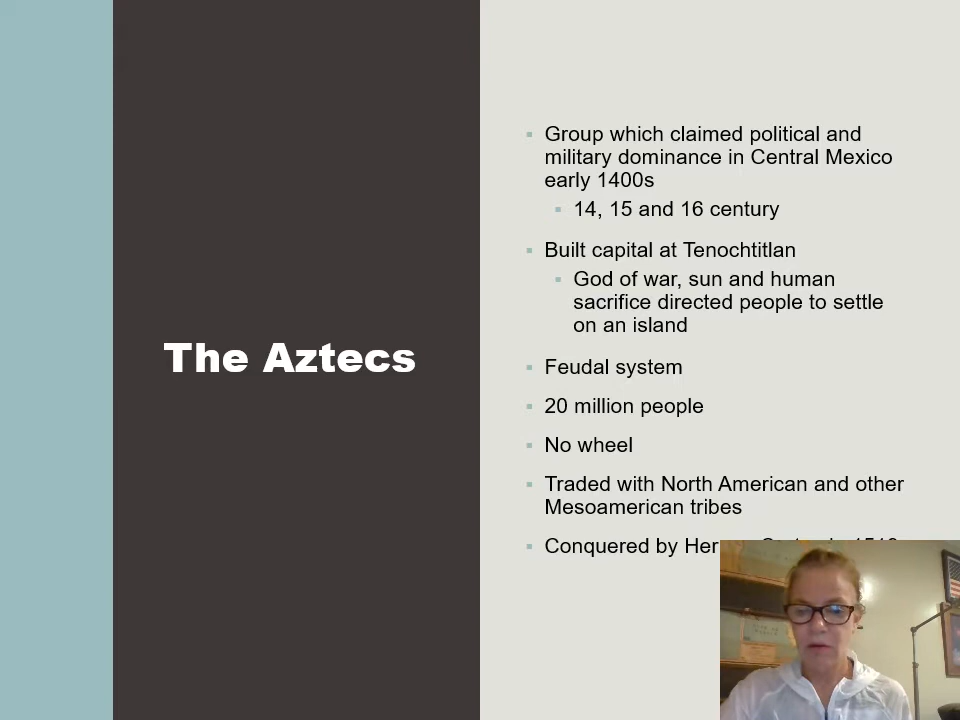 The Aztecs
Group which claimed political and
military dominance in Central Mexico
early 1400s
14, 15 and 16 century
Built capital at Tenochtitlan
God of war, sun and human
sacrifice directed people to settle
on an island
Feudal system
20 million people
No wheel
Traded with North American and other
Mesoamerican tribes
Conquered by